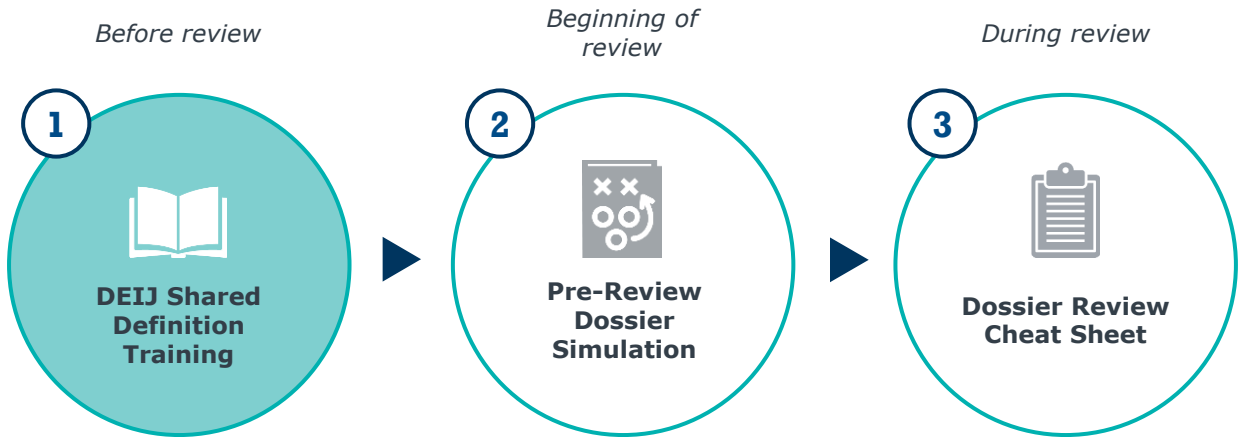 Before review
1
DEIJ Shared
Definition
Training
Beginning of
review
2
Pre-Review
Dossier
Simulation
During review
3
Dossier Review
Cheat Sheet